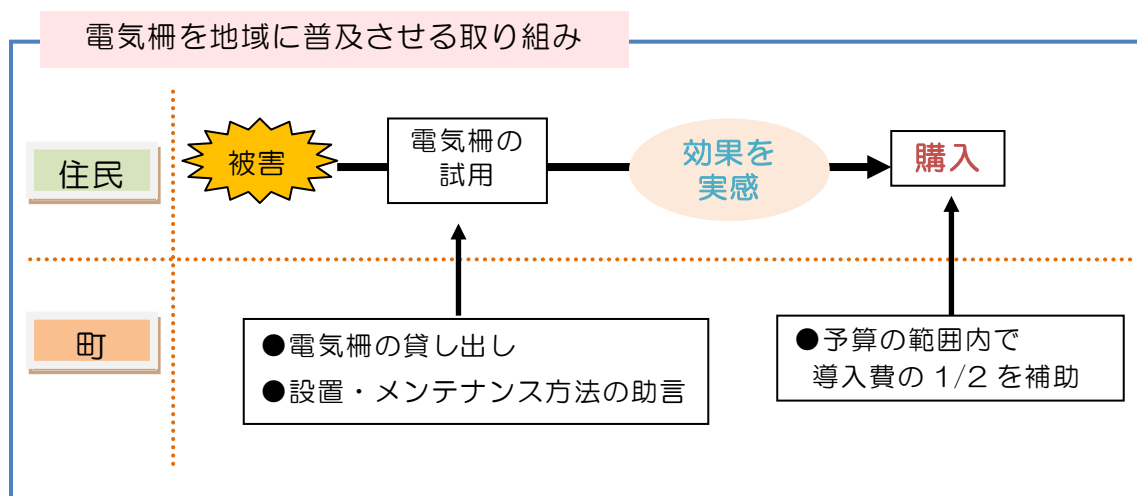 電気柵を地域に普及させる取り組み
住民
被害
電気柵の
試用
効果を
実感
購入
町
●電気柵の貸し出し
●設置・メンテナンス方法の助言
●予算の範囲内で
導入費の 1/2 を補助